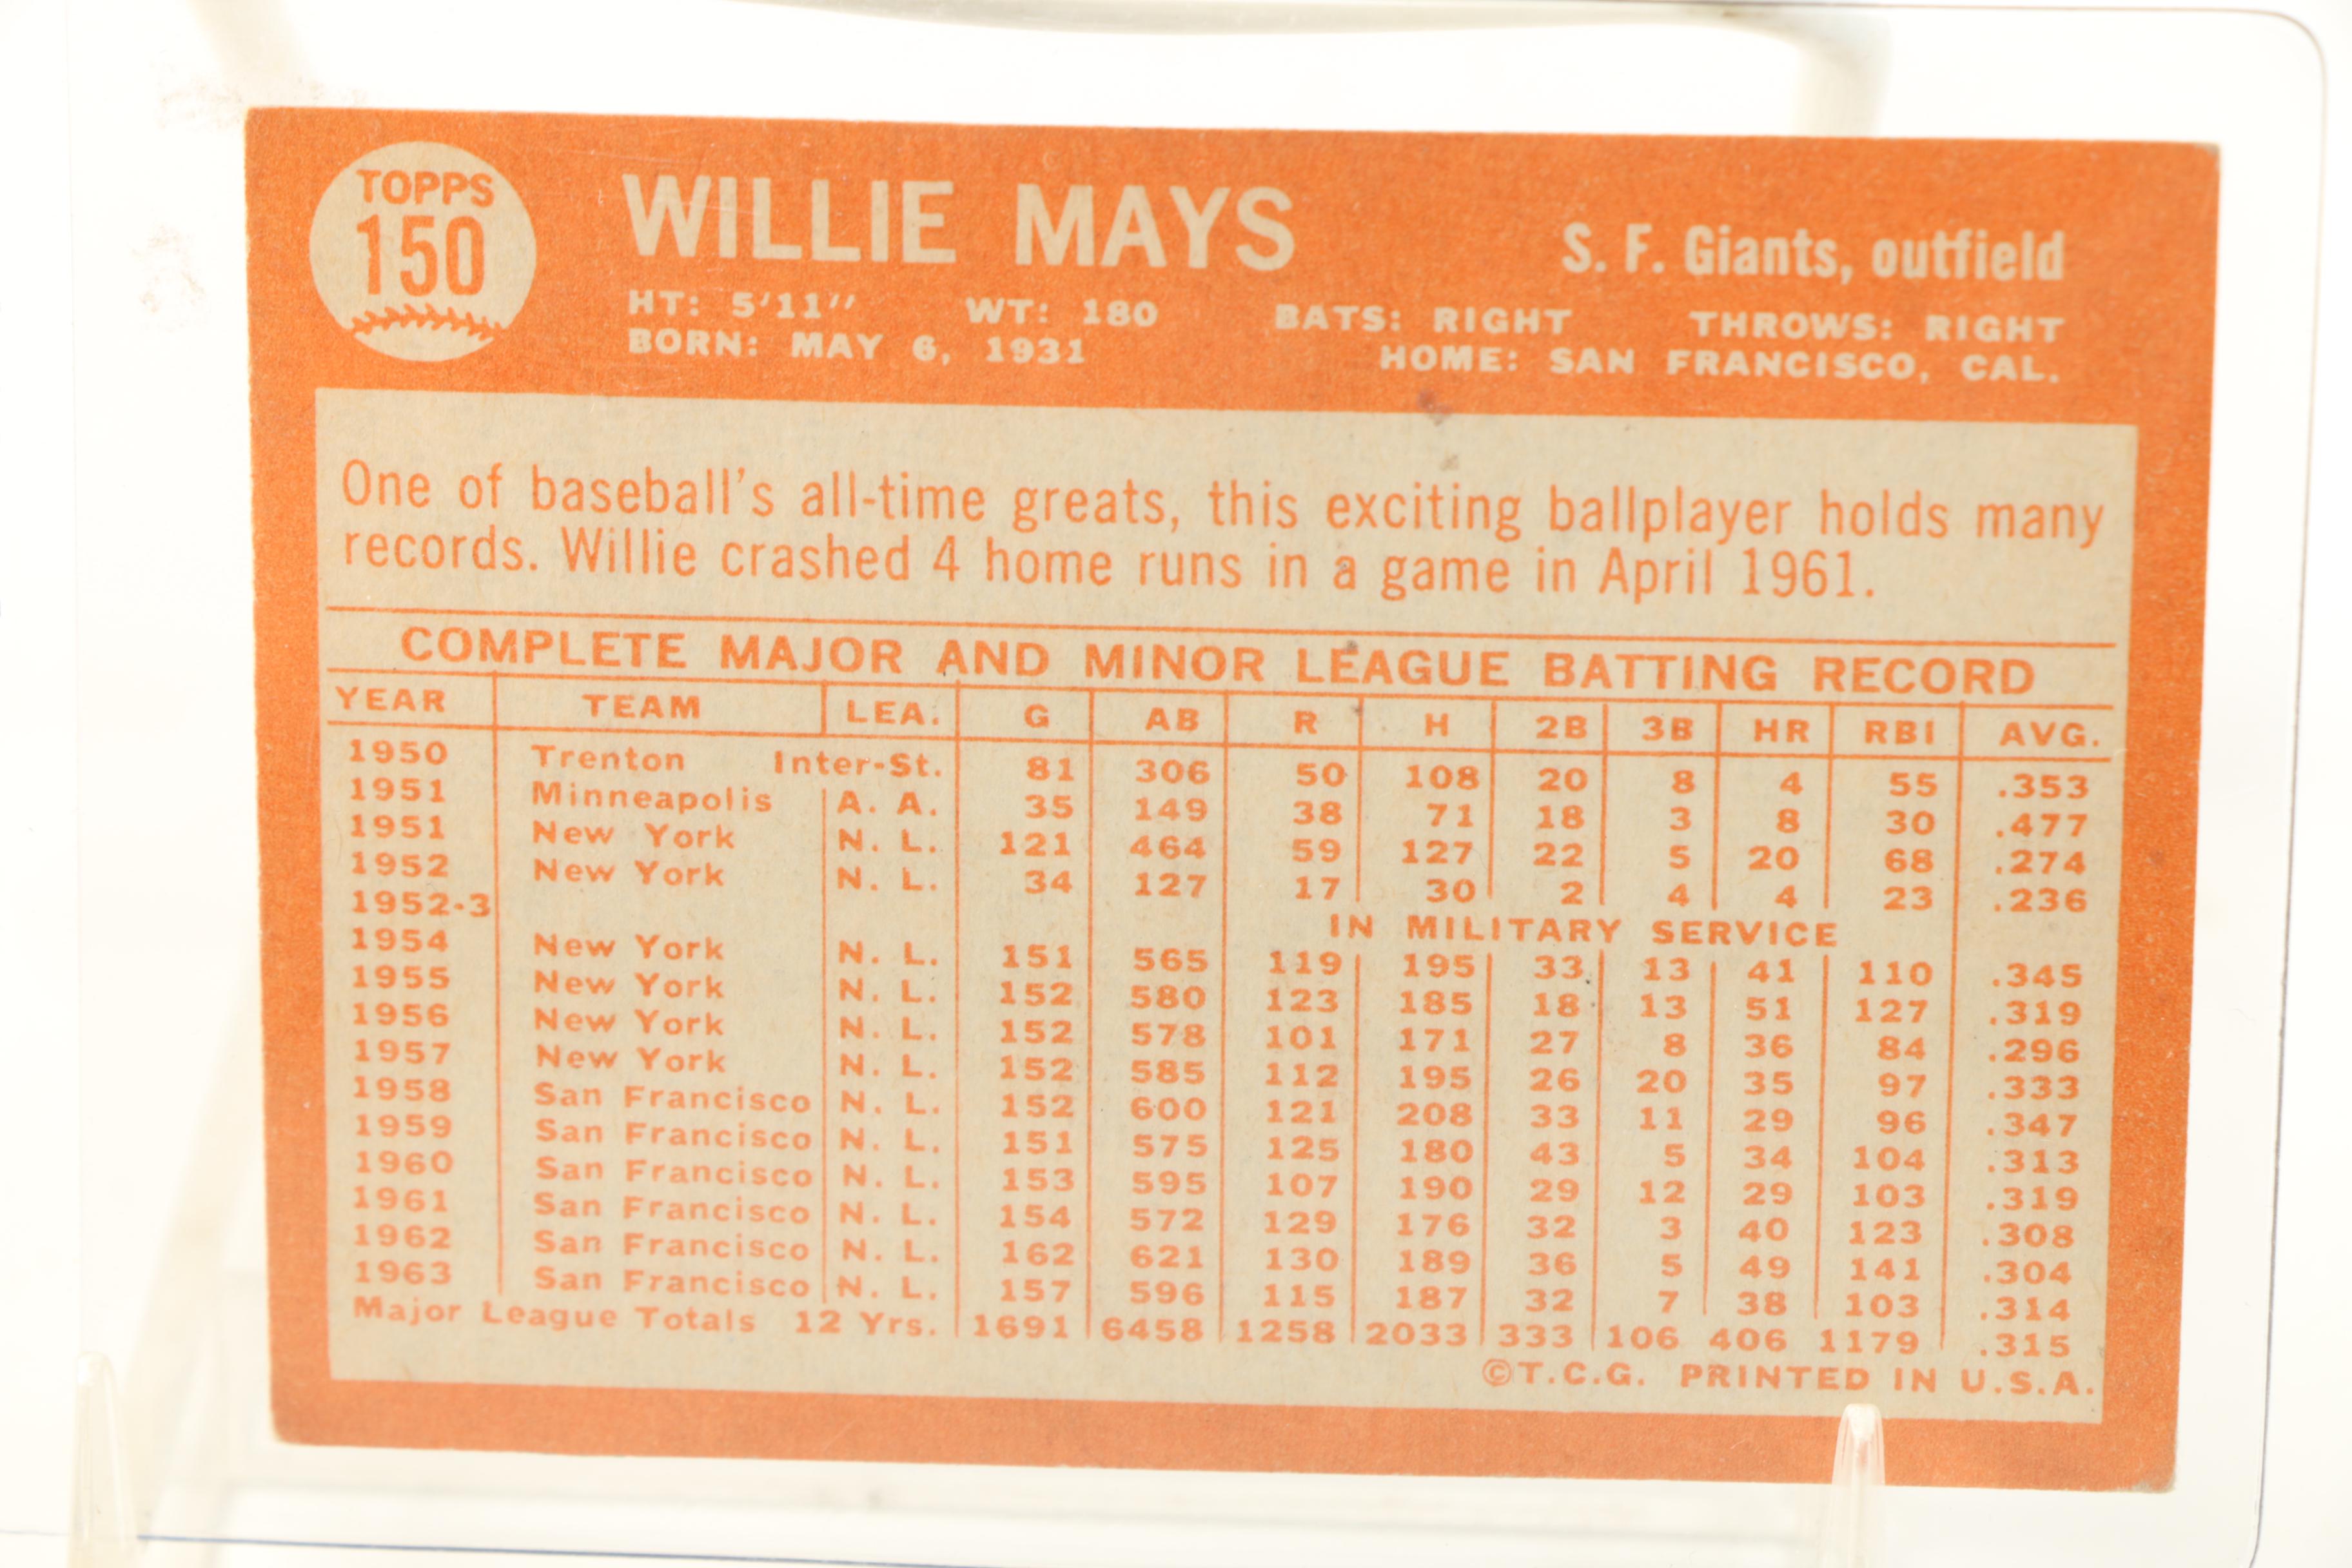 TOPPS
150
WILLIE MAYS
S. F. Giants, outfield
HT: 5'11" WT: 180 BATS: RIGHT THROWS: RIGHT
BORN: MAY 6, 1931 HOME: SAN FRANCISCO, CAL.
One of baseball's all-time greats, this exciting ballplayer holds many
records. Willie crashed 4 home runs in a game in April 1961.
COMPLETE MAJOR AND MINOR LEAGUE BATTING RECORD
YEAR TEAM LEA. G AB R H 2B 3B HR RBI AVG.
1950 Trenton Inter-St. 81 306 50 108 20 8 4 55 .353
1951 Minneapolis A. A. 35 149 38 71 18 3 8 30 .477
1951 New York N. L. 121 464 59 127 22 5 20 68 .274
1952 New York N. L. 34 127 17 30 2 4 4 23 .236
1952-3 IN MILITARY SERVICE
1954 New York N. L. 151 565 119 195 33 13 41 110 .345
1955 New York N. L. 152 580 123 185 18 13 51 127 .319
1956 New York N. L. 152 578 101 171 27 8 36 84 .296
1957 New York N. L. 152 585 112 195 26 20 35 97 .333
1958 San Francisco N. L. 152 600 121 208 33 11 29 96 .347
1959 San Francisco N. L. 151 575 125 180 43 5 34 104 .313
1960 San Francisco N. L. 153 595 107 190 29 12 29 103 .319
1961 San Francisco N. L. 154 572 129 176 32 3 40 123 .308
1962 San Francisco N. L. 162 621 130 189 36 5 49 141 .304
1963 San Francisco N. L. 157 596 115 187 32 7 38 103 .314
Major League Totals 12 Yrs. 1691 6458 1258 2033 333 106 406 1179 .315
©T.C.G. PRINTED IN U.S.A.